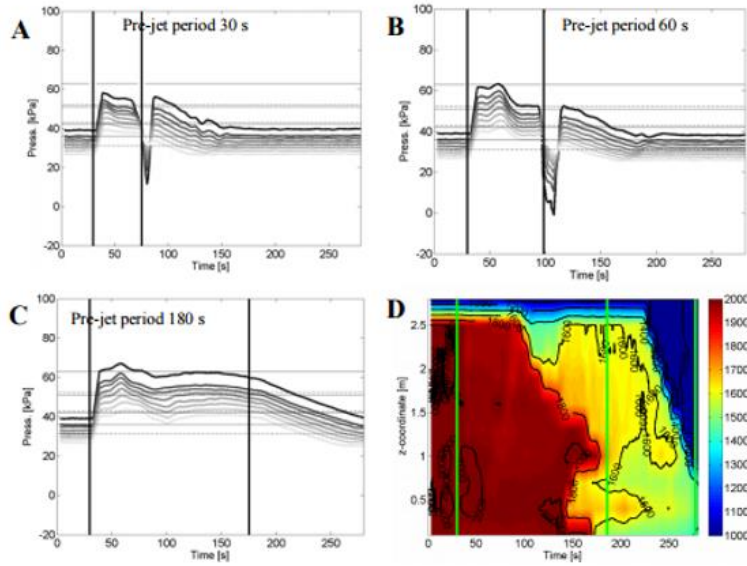 A
Pre-jet period 30 s
100
80
60
40
20
0
-20
Press. [kPa]
0 50 100 150 200 250
Time [s]
B
Pre-jet period 60 s
100
80
60
40
20
0
-20
Press. [kPa]
0 50 100 150 200 250
Time [s]
C
Pre-jet period 180 s
100
80
60
40
20
0
-20
Press. [kPa]
0 50 100 150 200 250
Time [s]
D
2.5
2
1.5
1
0.5
z-coordinate [m]
0 50 100 150 200 250
Time [s]
1600
1600
1600
1600
2000
1900
1800
1700
1600
1500
1400
1300
1200
1100
1000